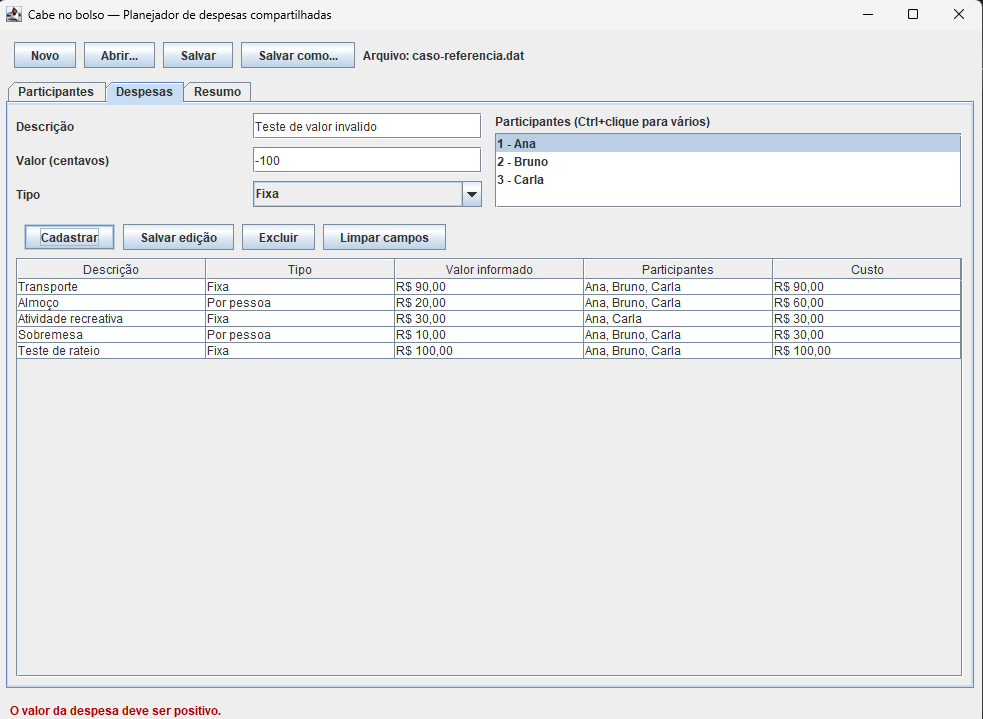 Cabe no bolso — Planejador de despesas compartilhadas
Novo Abrir... Salvar Salvar como... Arquivo: caso-referencia.dat
Participantes Despesas Resumo
Descrição Teste de valor invalido
Valor (centavos) -100
Tipo Fixa
Participantes (Ctrl+clique para vários)
1 - Ana
2 - Bruno
3 - Carla
Cadastrar Salvar edição Excluir Limpar campos
Descrição Tipo Valor informado Participantes Custo
Transporte Fixa R$ 90,00 Ana, Bruno, Carla R$ 90,00
Almoço Por pessoa R$ 20,00 Ana, Bruno, Carla R$ 60,00
Atividade recreativa Fixa R$ 30,00 Ana, Carla R$ 30,00
Sobremesa Por pessoa R$ 10,00 Ana, Bruno, Carla R$ 30,00
Teste de rateio Fixa R$ 100,00 Ana, Bruno, Carla R$ 100,00
O valor da despesa deve ser positivo.